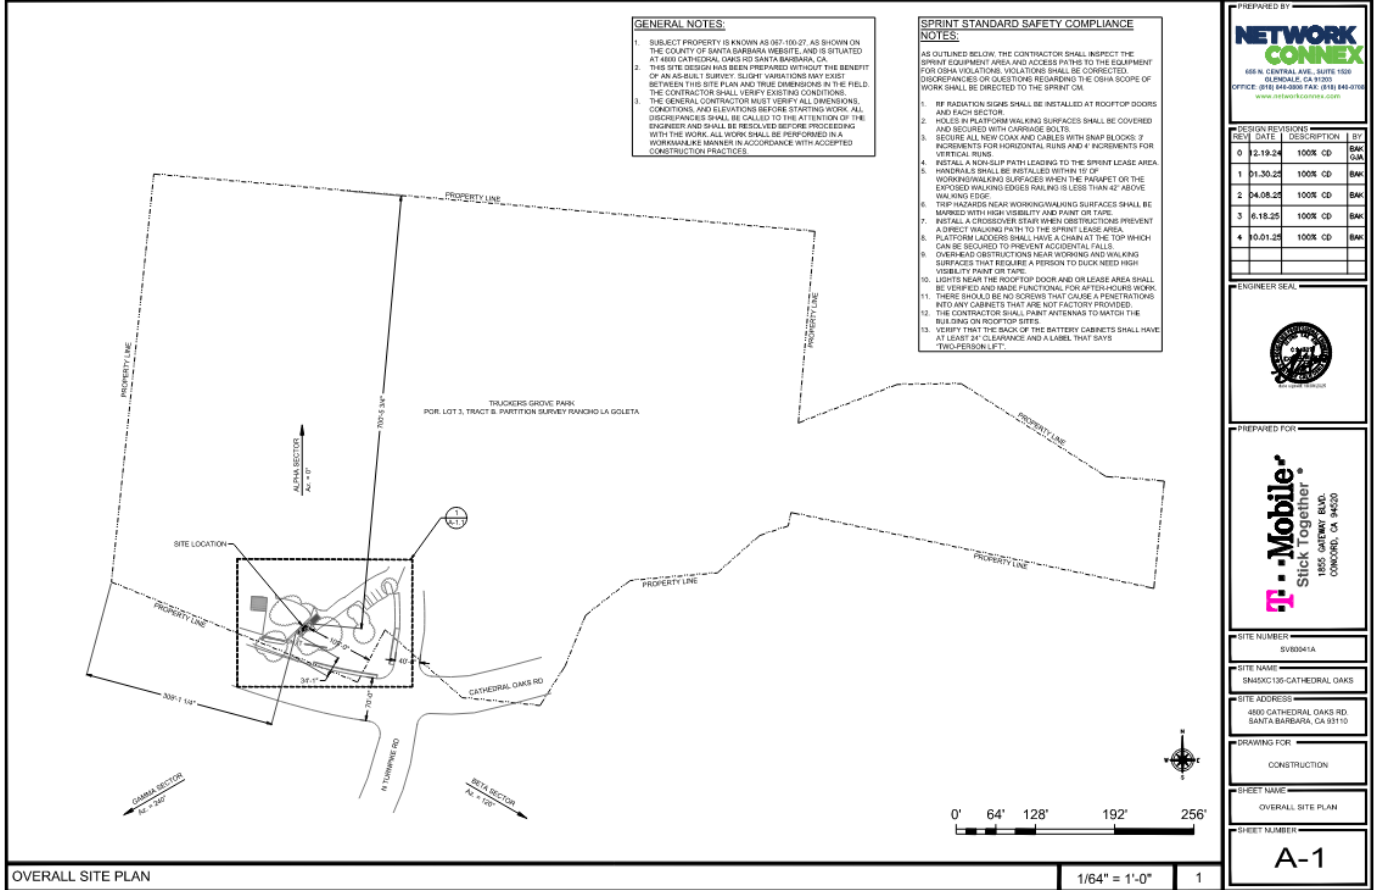 GENERAL NOTES:
1. SUBJECT PROPERTY IS KNOWN AS 067-100-27, AS SHOWN ON
THE COUNTY OF SANTA BARBARA WEBSITE, AND IS SITUATED
AT 4800 CATHEDRAL OAKS RD SANTA BARBARA, CA.
2. THIS SITE DESIGN HAS BEEN PREPARED WITHOUT THE BENEFIT
OF AN AS-BUILT SURVEY. SLIGHT VARIATIONS MAY EXIST
BETWEEN THIS SITE PLAN AND TRUE DIMENSIONS IN THE FIELD.
THE CONTRACTOR SHALL VERIFY EXISTING CONDITIONS.
3. THE GENERAL CONTRACTOR MUST VERIFY ALL DIMENSIONS,
CONDITIONS, AND ELEVATIONS BEFORE STARTING WORK. ALL
DISCREPANCIES SHALL BE CALLED TO THE ATTENTION OF THE
ENGINEER AND SHALL BE RESOLVED BEFORE PROCEEDING
WITH THE WORK. ALL WORK SHALL BE PERFORMED IN A
WORKMANLIKE MANNER IN ACCORDANCE WITH ACCEPTED
CONSTRUCTION PRACTICES.
SPRINT STANDARD SAFETY COMPLIANCE
NOTES:
AS OUTLINED BELOW, THE CONTRACTOR SHALL INSPECT THE
SPRINT EQUIPMENT AREA AND ACCESS PATHS TO THE EQUIPMENT
FOR OSHA VIOLATIONS. VIOLATIONS SHALL BE CORRECTED.
DISCREPANCIES OR QUESTIONS REGARDING THE OSHA SCOPE OF
WORK SHALL BE DIRECTED TO THE SPRINT CM.
1. RF RADIATION SIGNS SHALL BE INSTALLED AT ROOFTOP DOORS
AND EACH SECTOR.
2. HOLES IN PLATFORM WALKING SURFACES SHALL BE COVERED
AND SECURED WITH CARRIAGE BOLTS.
3. SECURE ALL NEW COAX AND CABLES WITH SNAP BLOCKS: 3'
INCREMENTS FOR HORIZONTAL RUNS AND 4' INCREMENTS FOR
VERTICAL RUNS.
4. INSTALL A NON-SLIP PATH LEADING TO THE SPRINT LEASE AREA.
5. HANDRAILS SHALL BE INSTALLED WITHIN 15' OF
WORKING/WALKING SURFACES WHEN THE PARAPET OR THE
EXPOSED WALKING EDGES RAILING IS LESS THAN 42" ABOVE
WALKING EDGE.
6. TRIP HAZARDS NEAR WORKING/WALKING SURFACES SHALL BE
MARKED WITH HIGH VISIBILITY AND PAINT OR TAPE.
7. INSTALL A CROSSOVER STAIR WHEN OBSTRUCTIONS PREVENT
A DIRECT WALKING PATH TO THE SPRINT LEASE AREA.
8. PLATFORM LADDERS SHALL HAVE A CHAIN AT THE TOP WHICH
CAN BE SECURED TO PREVENT ACCIDENTAL FALLS.
9. OVERHEAD OBSTRUCTIONS NEAR WORKING AND WALKING
SURFACES THAT REQUIRE A PERSON TO DUCK NEED HIGH
VISIBILITY PAINT OR TAPE.
10. LIGHTS NEAR THE ROOFTOP DOOR AND OR LEASE AREA SHALL
BE VERIFIED AND MADE FUNCTIONAL FOR AFTER-HOURS WORK.
11. THERE SHOULD BE NO SCREWS THAT CAUSE A PENETRATIONS
INTO ANY CABINETS THAT ARE NOT FACTORY PROVIDED.
12. THE CONTRACTOR SHALL PAINT ANTENNAS TO MATCH THE
BUILDING ON ROOFTOP SITES.
13. VERIFY THAT THE BACK OF THE BATTERY CABINETS SHALL HAVE
AT LEAST 24" CLEARANCE AND A LABEL THAT SAYS
"TWO-PERSON LIFT".
PROPERTY LINE
PROPERTY LINE
PROPERTY LINE
700'-5 3/4"
TRUCKERS GROVE PARK
POR. LOT 3, TRACT B. PARTITION SURVEY RANCHO LA GOLETA
PROPERTY LINE
ALPHA SECTOR
Az. = 0°
1
A-1.1
SITE LOCATION
PROPERTY LINE
PROPERTY LINE
PROPERTY LINE
34'-1"
70'-0"
CATHEDRAL OAKS RD
309'-1 1/4"
N TURNPIKE RD
GAMMA SECTOR
Az. = 240°
BETA SECTOR
Az. = 120°
N
W E
S
0' 64' 128' 192' 256'
OVERALL SITE PLAN
1/64" = 1'-0"
1
PREPARED BY
NETWORK
CONNEX
655 N. CENTRAL AVE., SUITE 1520
GLENDALE, CA 91203
www.networkconnex.com
DESIGN REVISIONS
REV DATE DESCRIPTION BY
0 12.19.24 100% CD BAK
GJA
1 01.30.25 100% CD BAK
2 04.08.25 100% CD BAK
3 6.18.25 100% CD BAK
4 10.01.25 100% CD BAK
ENGINEER SEAL
PREPARED FOR
T Mobile
Stick Together
1855 GATEWAY BLVD.
CONCORD, CA 94520
SITE NUMBER
SV80041A
SITE NAME
SN45XC135-CATHEDRAL OAKS
SITE ADDRESS
4800 CATHEDRAL OAKS RD.
SANTA BARBARA, CA 93110
DRAWING FOR
CONSTRUCTION
SHEET NAME
OVERALL SITE PLAN
SHEET NUMBER
A-1